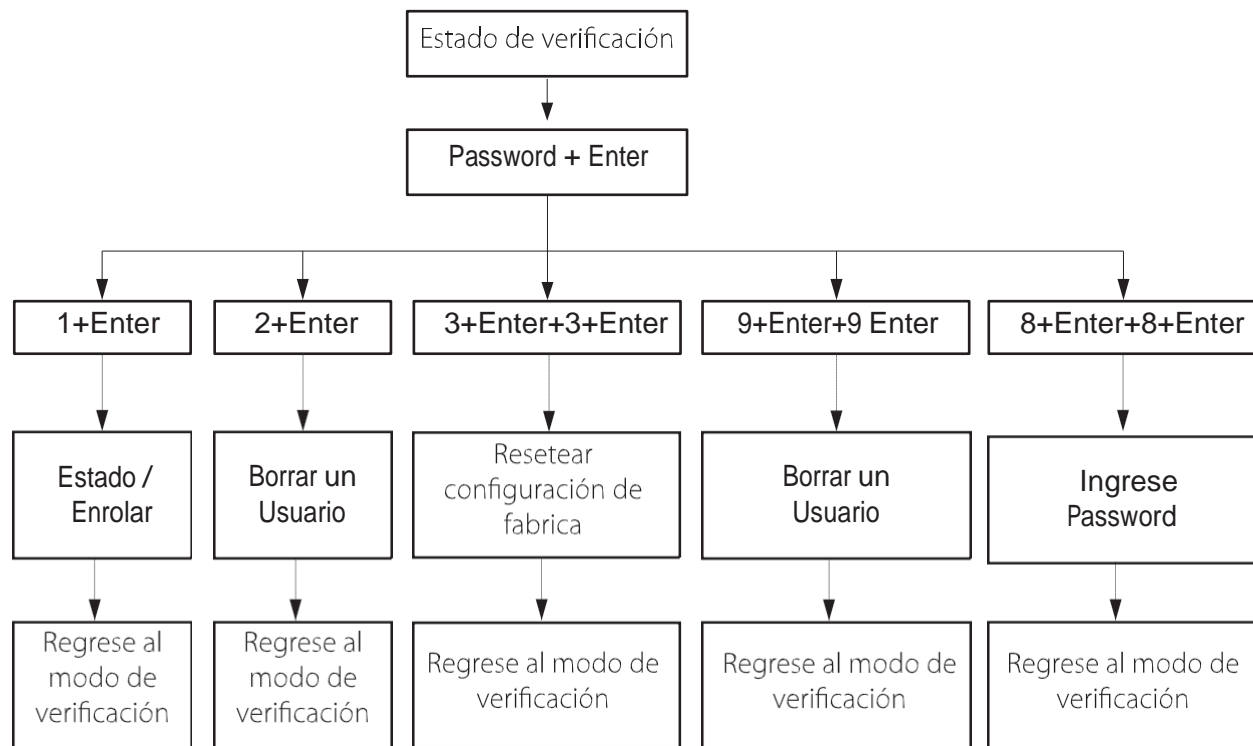 Estado de verificación
Password + Enter
1+Enter
2+Enter
3+Enter+3+Enter
9+Enter+9 Enter
8+Enter+8+Enter
Estado /
Enrolar
Borrar un
Usuario
Resetear
configuración de
fabrica
Borrar un
Usuario
Ingrese
Password
Regrese al
modo de
verificación
Regrese al
modo de
verificación
Regrese al modo de
verificación
Regrese al modo de
verificación
Regrese al modo de
verificación